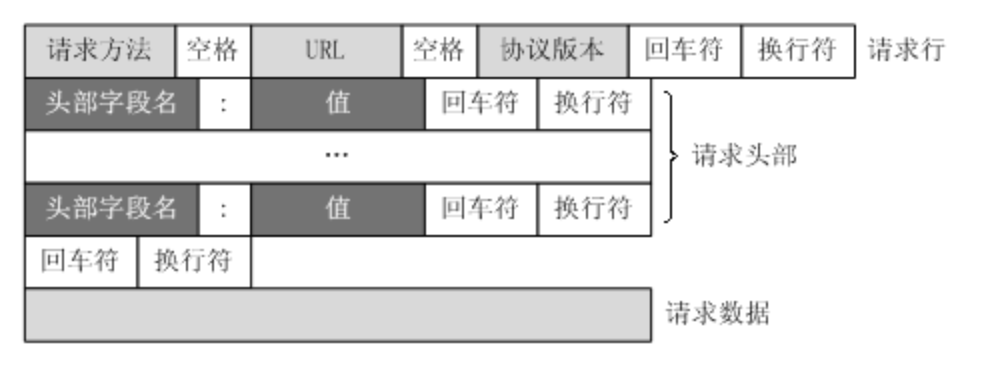 请求方法 空格 URL 空格 协议版本 回车符 换行符 请求行
头部字段名 : 值 回车符 换行符
… 请求头部
头部字段名 : 值 回车符 换行符
回车符 换行符
请求数据